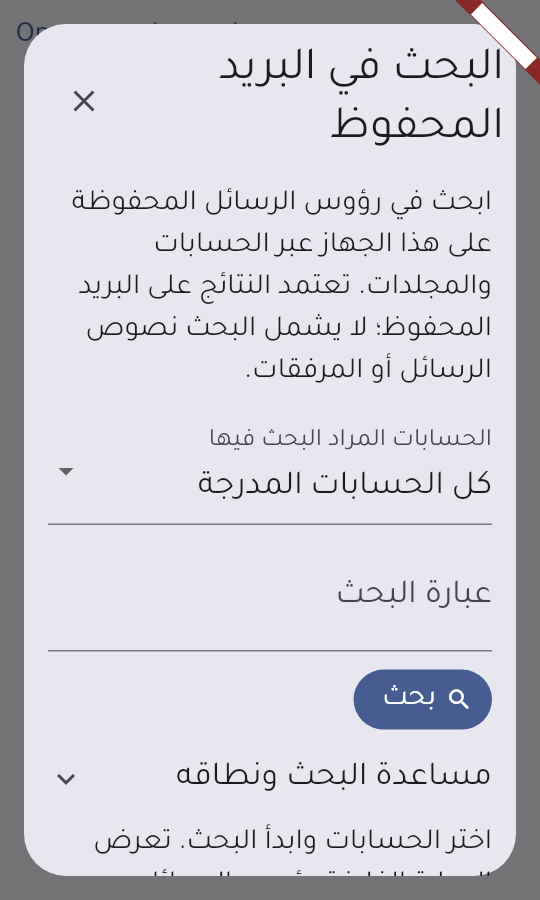 البحث في البريد
المحفوظ
ابحث في رؤوس الرسائل المحفوظة
على هذا الجهاز عبر الحسابات
والمجلدات. تعتمد النتائج على البريد
المحفوظ؛ لا يشمل البحث نصوص
الرسائل أو المرفقات.
الحسابات المراد البحث فيها
كل الحسابات المدرجة
عبارة البحث
بحث
مساعدة البحث ونطاقه
اختر الحسابات وابدأ البحث. تعرض